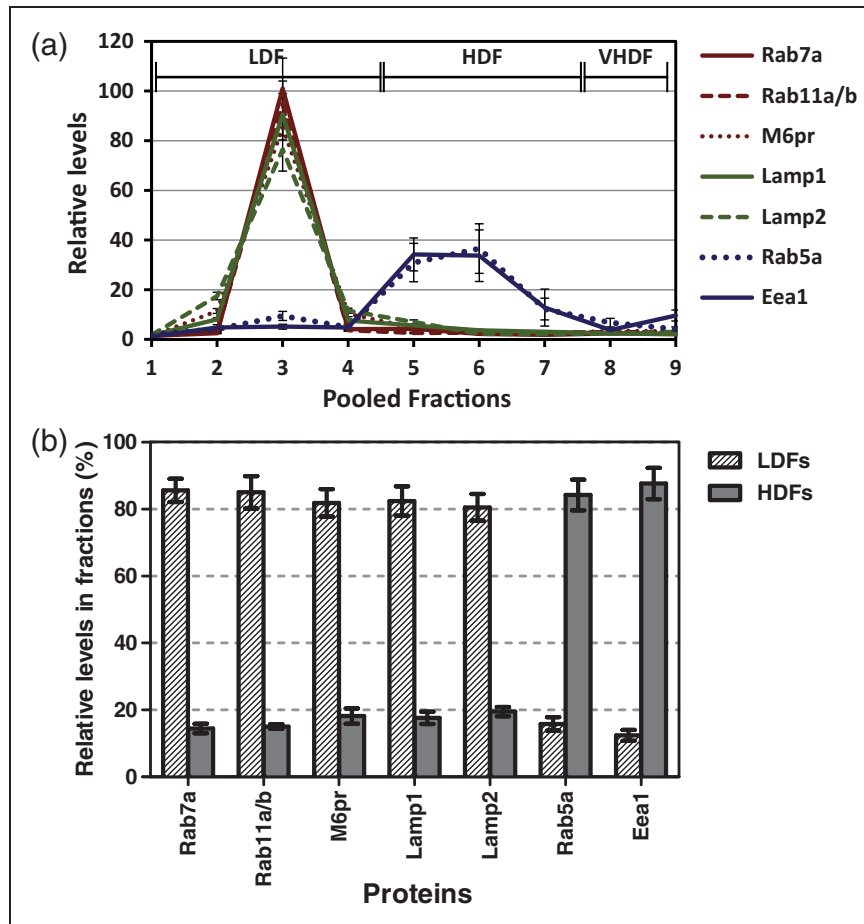 (a)
120
100
80
60
40
20
0
Relative levels
LDF
HDF
VHDF
1 2 3 4 5 6 7 8 9
Pooled Fractions
Rab7a
Rab11a/b
M6pr
Lamp1
Lamp2
Rab5a
Eea1
(b)
100
80
60
40
20
0
Relative levels in fractions (%)
LDFs
HDFs
Rab7a
Rab11a/b
M6pr
Lamp1
Lamp2
Rab5a
Eea1
Proteins